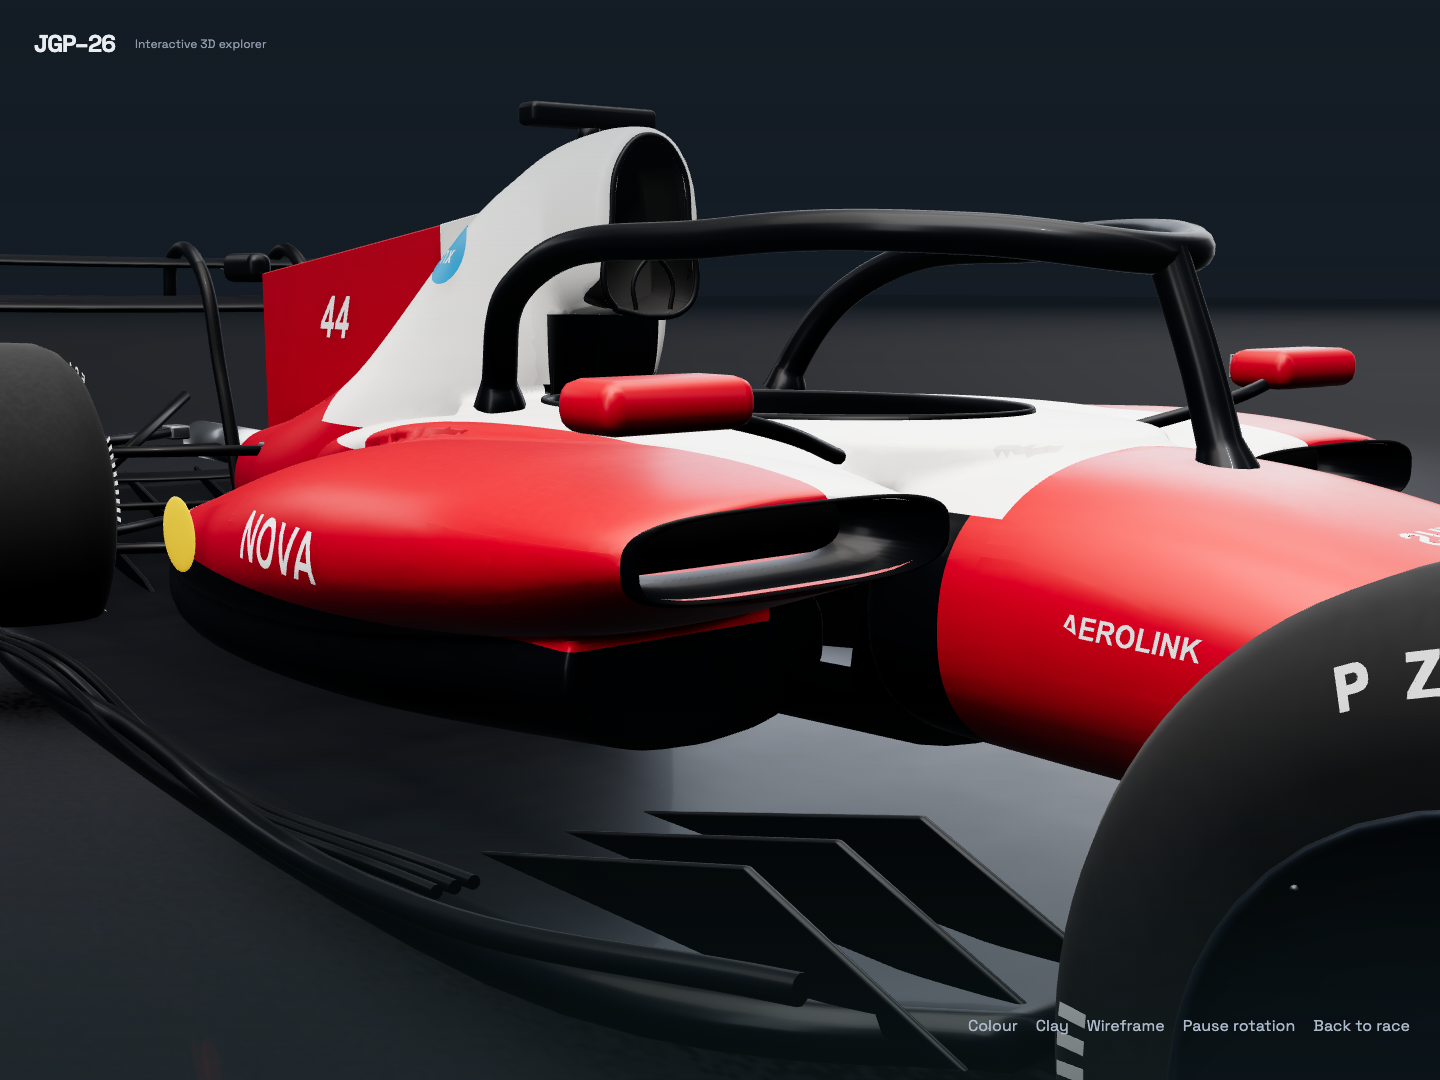 JGP–26 Interactive 3D explorer
44
NOVA
AEROLINK
P Z
Colour Clay Wireframe Pause rotation Back to race